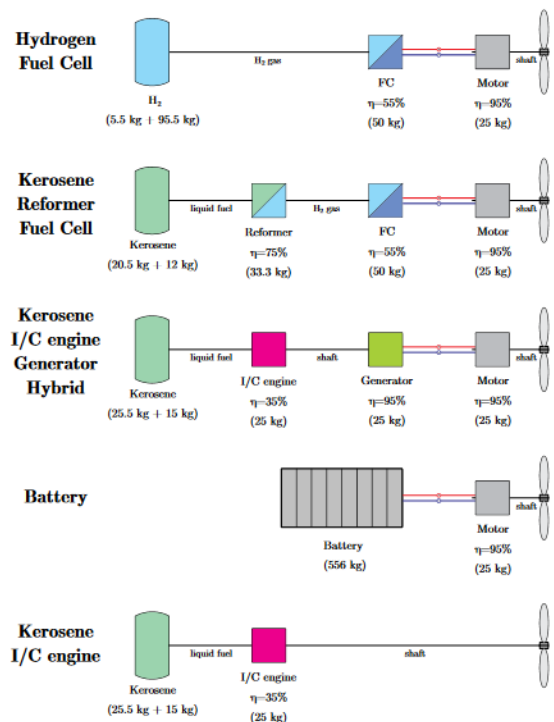 Hydrogen
Fuel Cell
H₂ gas
shaft
H₂
(5.5 kg + 95.5 kg)
FC
η=55%
(50 kg)
Motor
η=95%
(25 kg)
Kerosene
Reformer
Fuel Cell
liquid fuel
H₂ gas
shaft
Kerosene
(20.5 kg + 12 kg)
Reformer
η=75%
(33.3 kg)
FC
η=55%
(50 kg)
Motor
η=95%
(25 kg)
Kerosene
I/C engine
Generator
Hybrid
liquid fuel
shaft
shaft
Kerosene
(25.5 kg + 15 kg)
I/C engine
η=35%
(25 kg)
Generator
η=95%
(25 kg)
Motor
η=95%
(25 kg)
Battery
shaft
Battery
(556 kg)
Motor
η=95%
(25 kg)
Kerosene
I/C engine
liquid fuel
shaft
Kerosene
(25.5 kg + 15 kg)
I/C engine
η=35%
(25 kg)